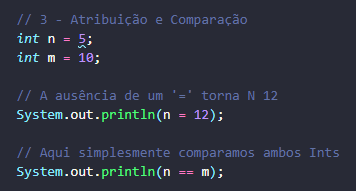 // 3 - Atribuição e Comparação
int n = 5;
int m = 10;
// A ausência de um '=' torna N 12
System.out.println(n = 12);
// Aqui simplesmente comparamos ambos Ints
System.out.println(n == m);